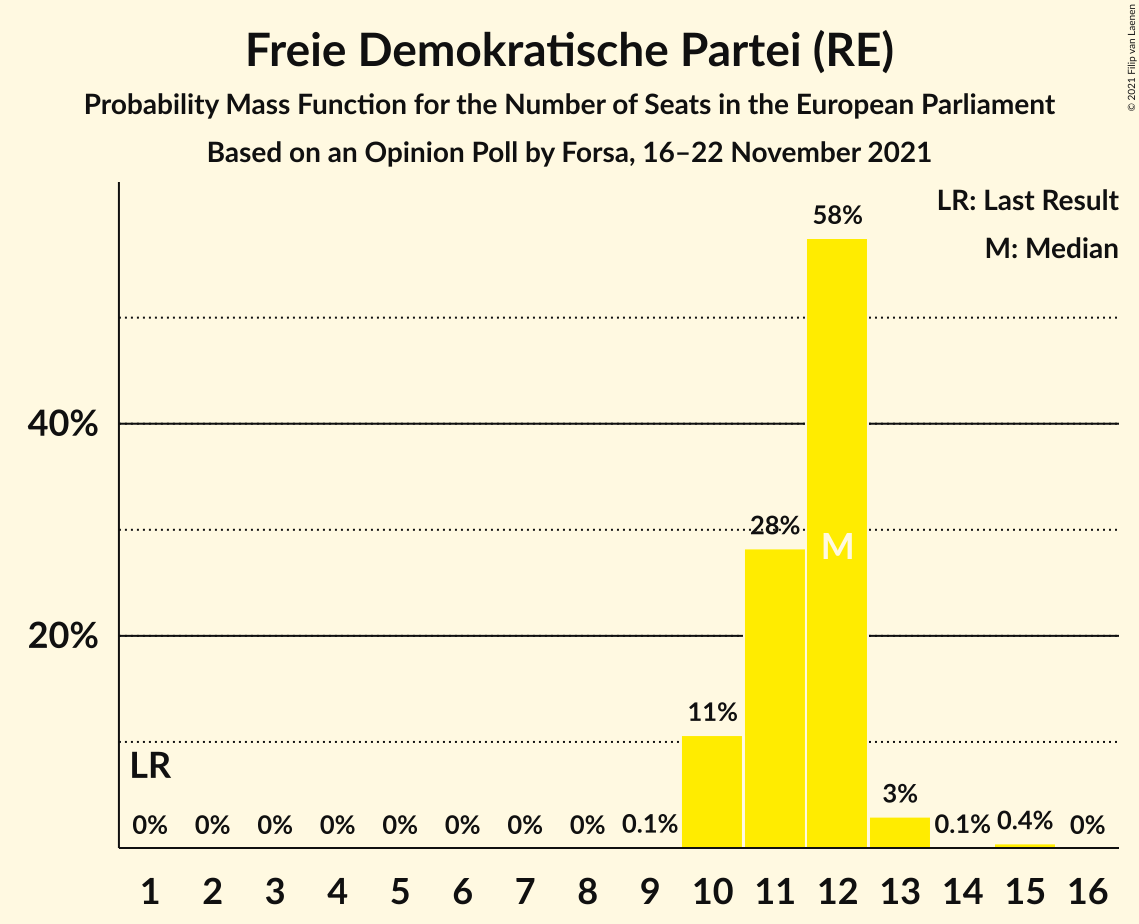 © 2021 Filip van Laenen
Freie Demokratische Partei (RE)
Probability Mass Function for the Number of Seats in the European Parliament
Based on an Opinion Poll by Forsa, 16–22 November 2021
LR: Last Result
M: Median
58%
40%
28%
M
20%
11%
LR
3%
0% 0% 0% 0% 0% 0% 0% 0% 0.1% 0.1% 0.4% 0%
1 2 3 4 5 6 7 8 9 10 11 12 13 14 15 16